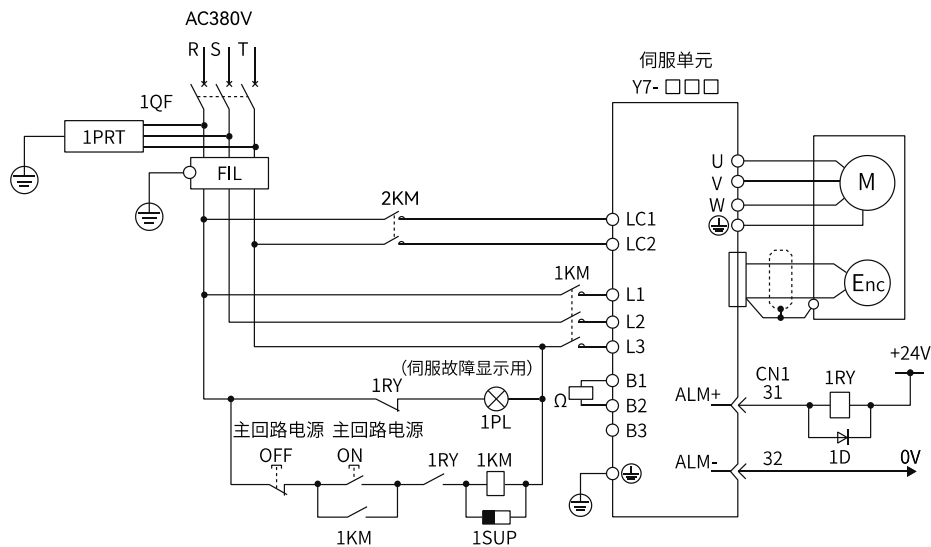 AC380V
R S T
1QF
1PRT
FIL
伺服单元
Y7- □□□
U
V
W
M
2KM
LC1
LC2
Enc
1KM
L1
L2
L3
(伺服故障显示用)
1RY
1PL
Ω
B1
B2
B3
ALM+
CN1
31
1RY
+24V
1D
ALM-
32
0V
主回路电源 主回路电源
OFF ON
1RY 1KM
1KM
1SUP